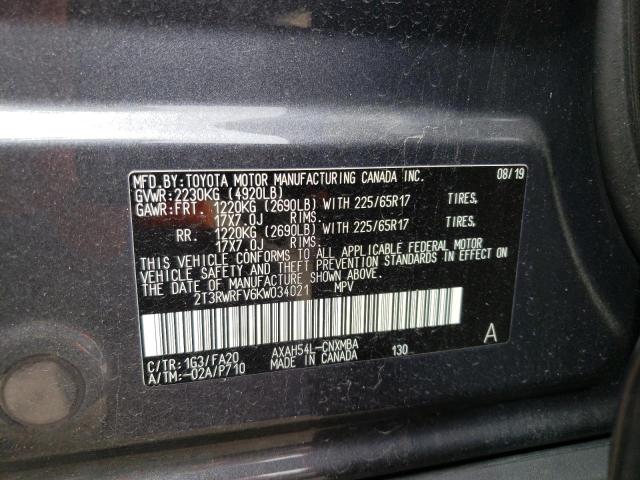 MFD.BY:TOYOTA MOTOR MANUFACTURING CANADA INC. 08/19
GVWR:2230KG (4920LB)
GAWR:FRT. 1220KG (2690LB) WITH 225/65R17 TIRES,
17X7.0J RIMS.
RR. 1220KG (2690LB) WITH 225/65R17 TIRES,
17X7.0J RIMS.
THIS VEHICLE CONFORMS TO ALL APPLICABLE FEDERAL MOTOR
VEHICLE SAFETY AND THEFT PREVENTION STANDARDS IN EFFECT ON
THE DATE OF MANUFACTURE SHOWN ABOVE.
2T3RWRFV6KW034021 MPV
A
C/TR:1G3/FA20 AXAH54L-CNXMBA 130
A/TM:-02A/P710 MADE IN CANADA